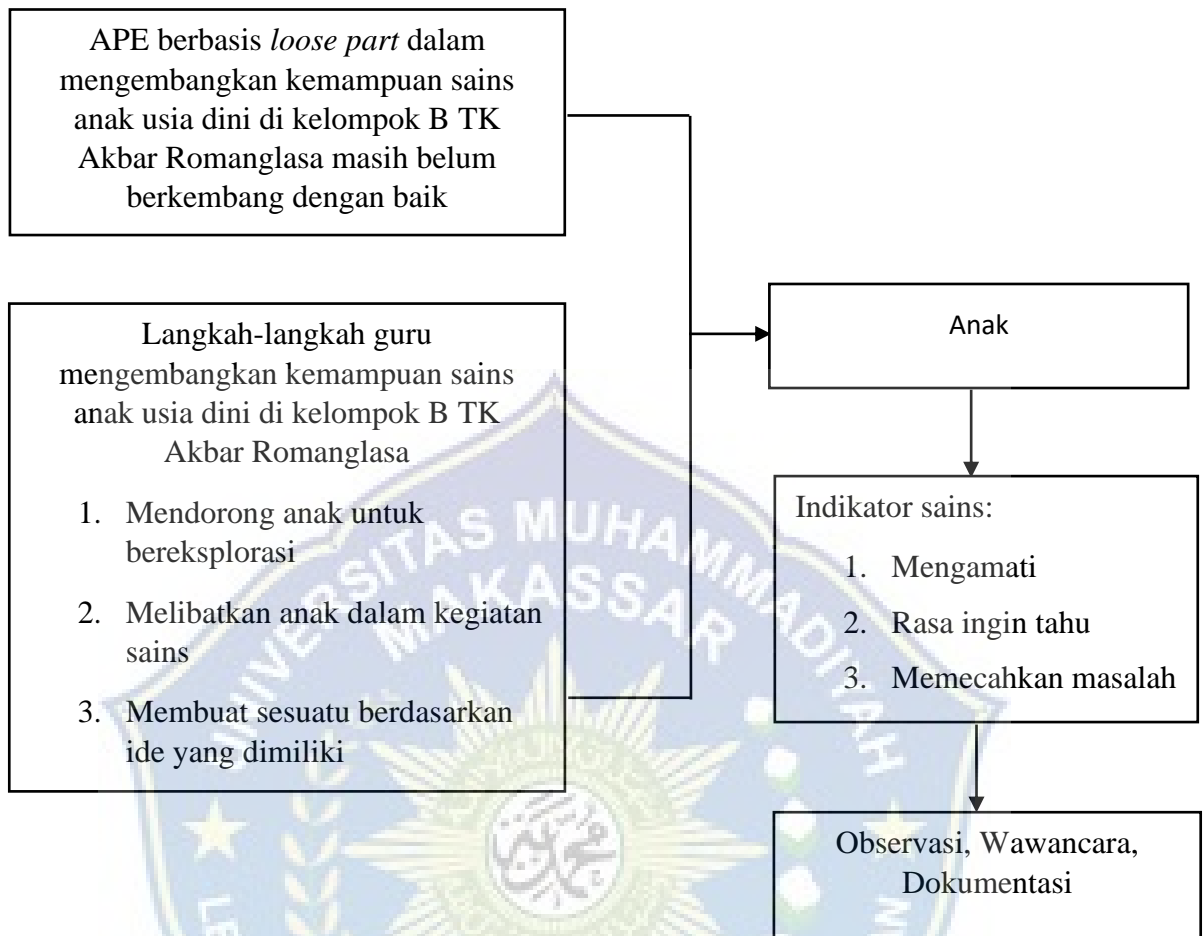 APE berbasis loose part dalam
mengembangkan kemampuan sains
anak usia dini di kelompok B TK
Akbar Romanglasa masih belum
berkembang dengan baik
Langkah-langkah guru
mengembangkan kemampuan sains
anak usia dini di kelompok B TK
Akbar Romanglasa
1. Mendorong anak untuk
bereksplorasi
2. Melibatkan anak dalam kegiatan
sains
3. Membuat sesuatu berdasarkan
ide yang dimiliki
Anak
Indikator sains:
1. Mengamati
2. Rasa ingin tahu
3. Memecahkan masalah
Observasi, Wawancara,
Dokumentasi
UNIVERSITAS MUHAMMADIYAH
MAKASSAR